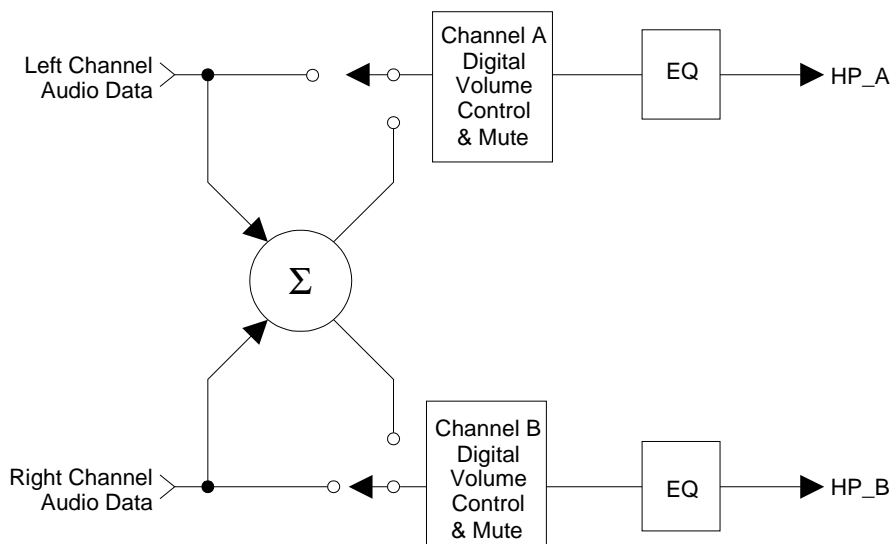 Left Channel
Audio Data
Channel A
Digital
Volume
Control
& Mute
EQ
HP_A
Σ
Right Channel
Audio Data
Channel B
Digital
Volume
Control
& Mute
EQ
HP_B